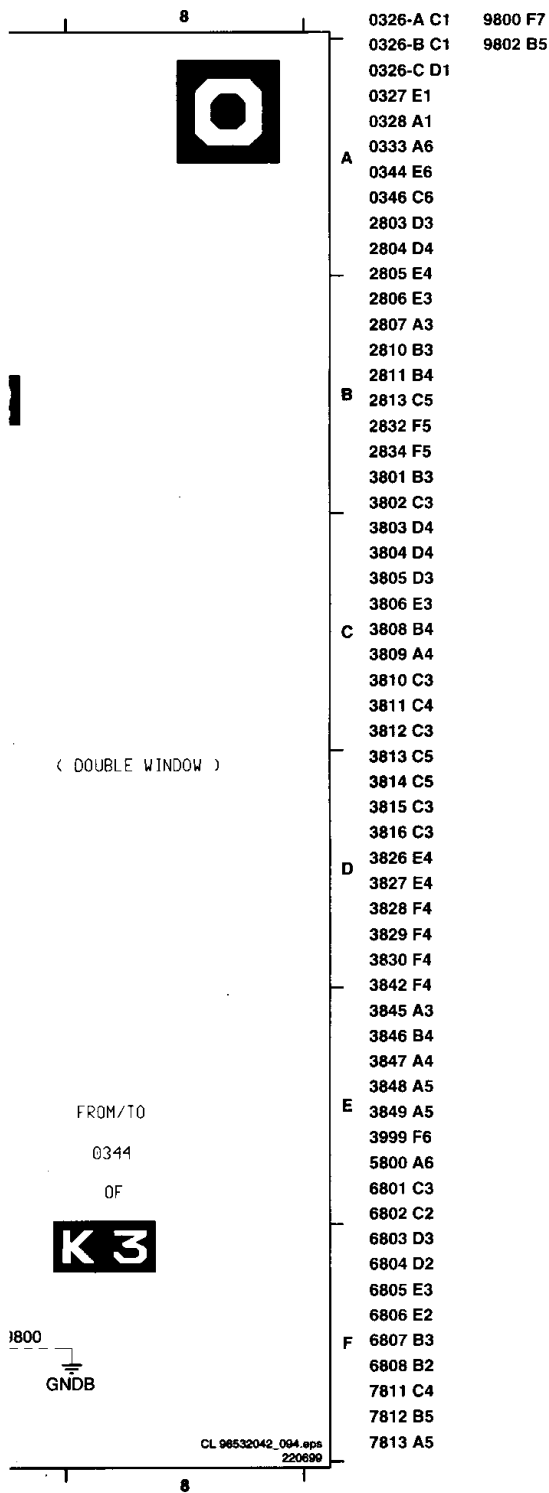 8
O
A
B
C
( DOUBLE WINDOW )
D
E
FROM/TO
0344
OF
K 3
F
GNDB
CL 96532042_094.eps
220699
8
0326-A C1
0326-B C1
0326-C D1
0327 E1
0328 A1
0333 A6
0344 E6
0346 C6
2803 D3
2804 D4
2805 E4
2806 E3
2807 A3
2810 B3
2811 B4
2813 C5
2832 F5
2834 F5
3801 B3
3802 C3
3803 D4
3804 D4
3805 D3
3806 E3
3808 B4
3809 A4
3810 C3
3811 C4
3812 C3
3813 C5
3814 C5
3815 C3
3816 C3
3826 E4
3827 E4
3828 F4
3829 F4
3830 F4
3842 F4
3845 A3
3846 B4
3847 A4
3848 A5
3849 A5
3999 F6
5800 A6
6801 C3
6802 C2
6803 D3
6804 D2
6805 E3
6806 E2
6807 B3
6808 B2
7811 C4
7812 B5
7813 A5
9800 F7
9802 B5